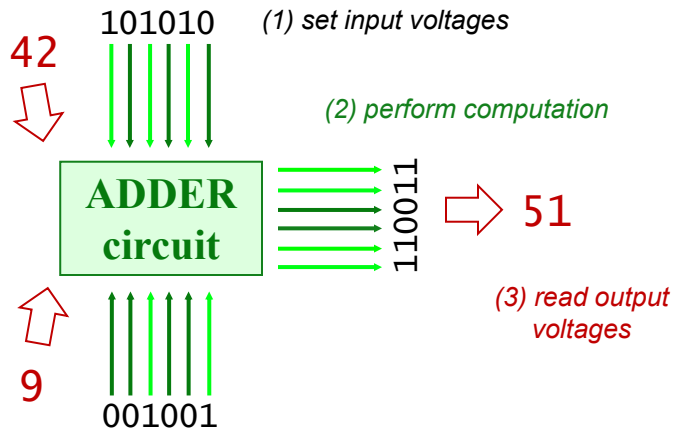 101010
(1) set input voltages
42
(2) perform computation
ADDER
circuit
110011
51
(3) read output
voltages
9
001001